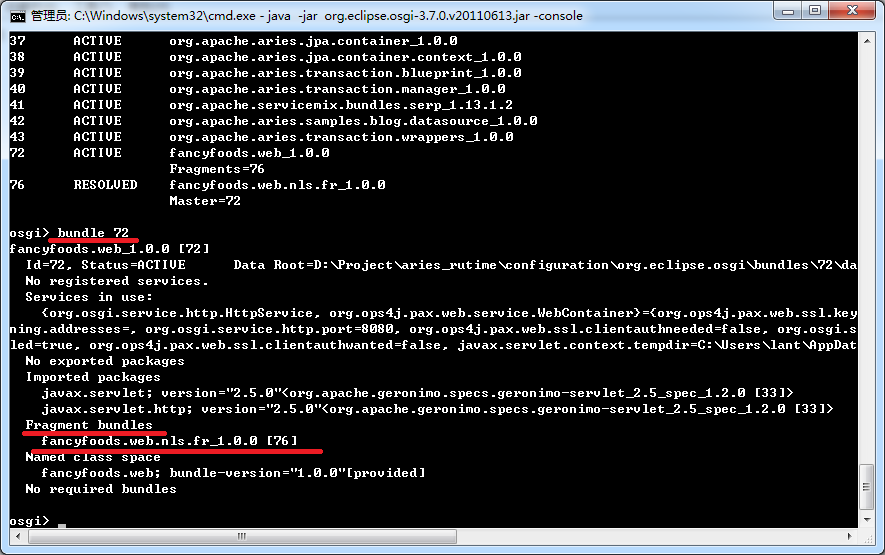 管理员: C:\Windows\system32\cmd.exe - java  -jar  org.eclipse.osgi-3.7.0.v20110613.jar -console
37      ACTIVE      org.apache.aries.jpa.container_1.0.0
38      ACTIVE      org.apache.aries.jpa.container.context_1.0.0
39      ACTIVE      org.apache.aries.transaction.blueprint_1.0.0
40      ACTIVE      org.apache.aries.transaction.manager_1.0.0
41      ACTIVE      org.apache.servicemix.bundles.serp_1.13.1.2
42      ACTIVE      org.apache.aries.samples.blog.datasource_1.0.0
43      ACTIVE      org.apache.aries.transaction.wrappers_1.0.0
72      ACTIVE      fancyfoods.web_1.0.0
                    Fragments=76
76      RESOLVED    fancyfoods.web.nls.fr_1.0.0
                    Master=72
osgi> bundle 72
fancyfoods.web_1.0.0 [72]
  Id=72, Status=ACTIVE      Data Root=D:\Project\aries_rutime\configuration\org.eclipse.osgi\bundles\72\da
  No registered services.
  Services in use:
    {org.osgi.service.http.HttpService, org.ops4j.pax.web.service.WebContainer}={org.ops4j.pax.web.ssl.key
ning.addresses=, org.osgi.service.http.port=8080, org.ops4j.pax.web.ssl.clientauthneeded=false, org.osgi.s
led=true, org.ops4j.pax.web.ssl.clientauthwanted=false, javax.servlet.context.tempdir=C:\Users\lant\AppDat
  No exported packages
  Imported packages
    javax.servlet; version="2.5.0"<org.apache.geronimo.specs.geronimo-servlet_2.5_spec_1.2.0 [33]>
    javax.servlet.http; version="2.5.0"<org.apache.geronimo.specs.geronimo-servlet_2.5_spec_1.2.0 [33]>
  Fragment bundles
    fancyfoods.web.nls.fr_1.0.0 [76]
  Named class space
    fancyfoods.web; bundle-version="1.0.0"[provided]
  No required bundles
osgi> _